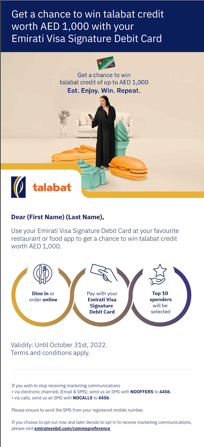 Get a chance to win talabat credit
worth AED 1,000 with your
Emirati Visa Signature Debit Card
Get a chance to win
talabat credit of up to AED 1,000
Eat. Enjoy. Win. Repeat.
talabat
Dear (First Name) (Last Name),
Use your Emirati Visa Signature Debit Card at your favourite
restaurant or food app to get a chance to win talabat credit
worth AED 1,000.
Dine in or
order online
Pay with your
Emirati Visa
Signature
Debit Card
Top 10
spenders
will be
selected
Validity: Until October 31st, 2022.
Terms and conditions apply.
If you wish to stop receiving marketing communications
• via electronic channels (Email & SMS), send us an SMS with NOOFFERS to 4456.
• via calls, send us an SMS with NOCALLS to 4456.
Please ensure to send the SMS from your registered mobile number.
If you choose to opt out now and later decide to opt in to receive marketing communications,
please visit emiratesnbd.com/commspreference.